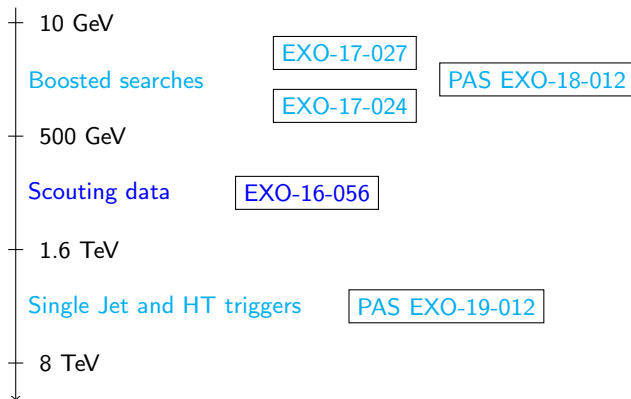 10 GeV
EXO-17-027
Boosted searches
PAS EXO-18-012
EXO-17-024
500 GeV
Scouting data
EXO-16-056
1.6 TeV
Single Jet and HT triggers
PAS EXO-19-012
8 TeV